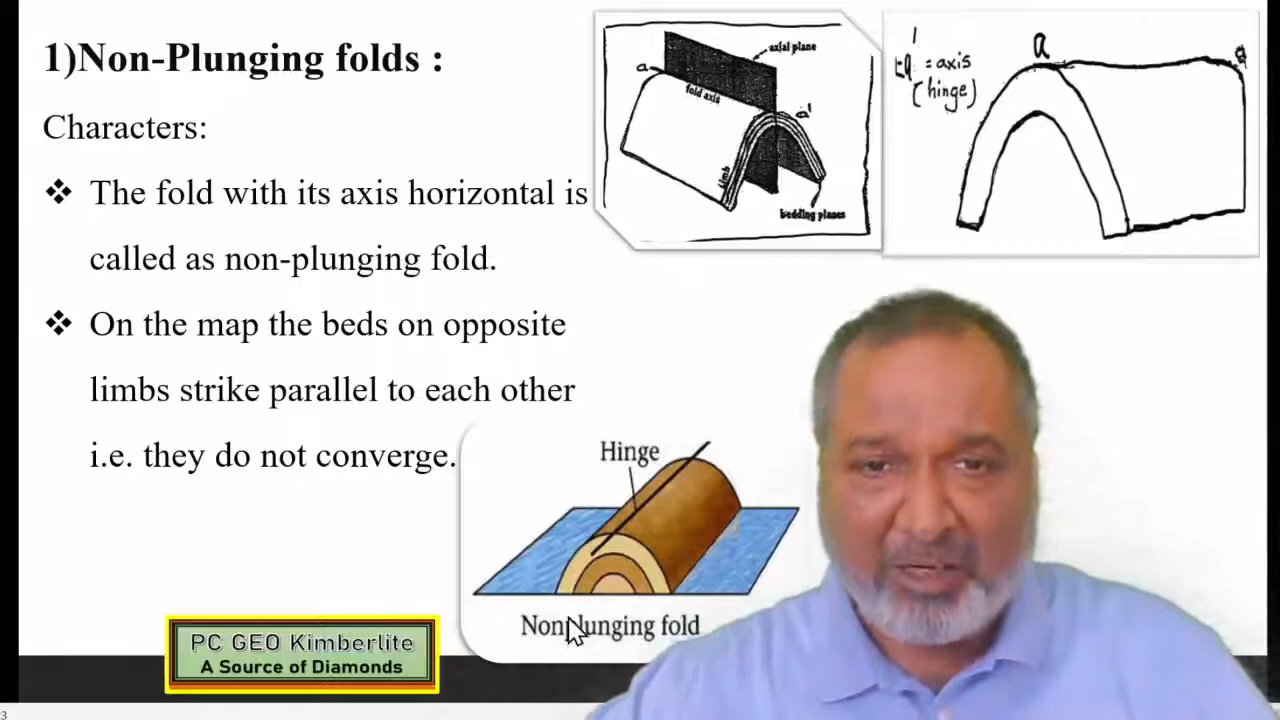 1)Non-Plunging folds :
Characters:
❖ The fold with its axis horizontal is
called as non-plunging fold.
❖ On the map the beds on opposite
limbs strike parallel to each other
i.e. they do not converge.
axial plane
a
fold axis
a'
limb
bedding planes
a
a
= axis
(hinge)
Hinge
Nonplunging fold
PC GEO Kimberlite
A Source of Diamonds